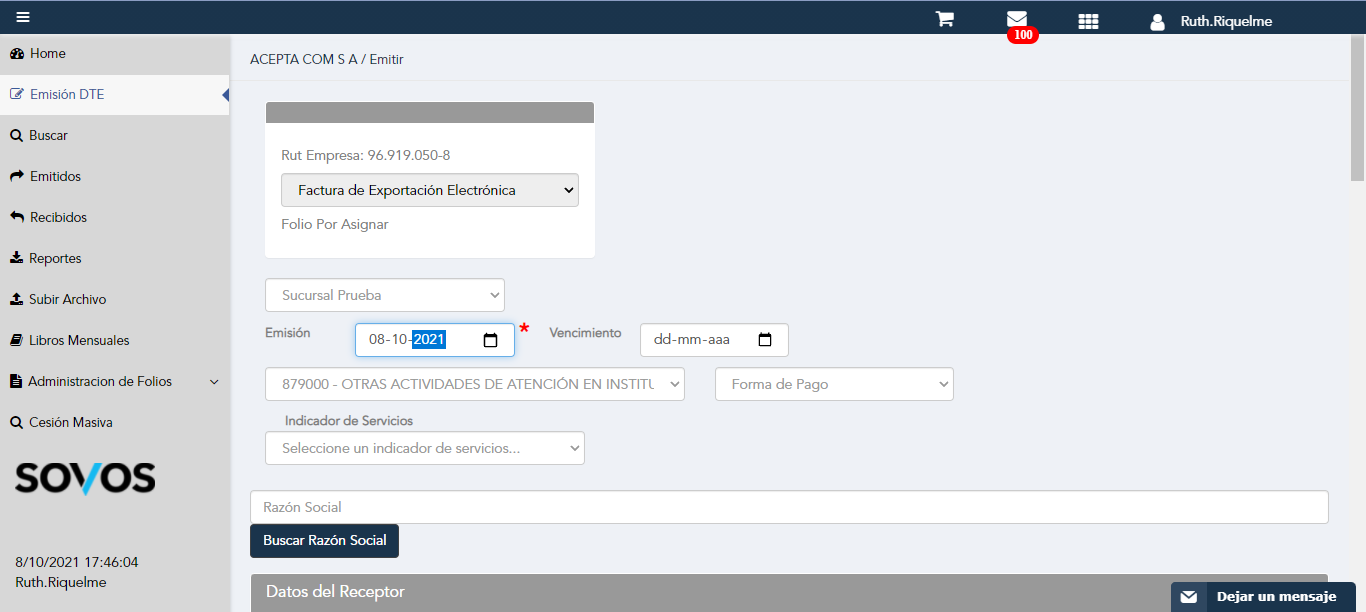 Ruth.Riquelme
100
Home
ACEPTA COM S A / Emitir
Emisión DTE
Buscar
Emitidos
Recibidos
Reportes
Subir Archivo
Libros Mensuales
Administracion de Folios
Cesión Masiva
SOVOS
8/10/2021 17:46:04
Ruth.Riquelme
Rut Empresa: 96.919.050-8
Factura de Exportación Electrónica
Folio Por Asignar
Sucursal Prueba
Emisión 08-10-2021 * Vencimiento dd-mm-aaa
879000 - OTRAS ACTIVIDADES DE ATENCIÓN EN INSTITU Forma de Pago
Indicador de Servicios
Seleccione un indicador de servicios...
Razón Social
Buscar Razón Social
Datos del Receptor
Dejar un mensaje